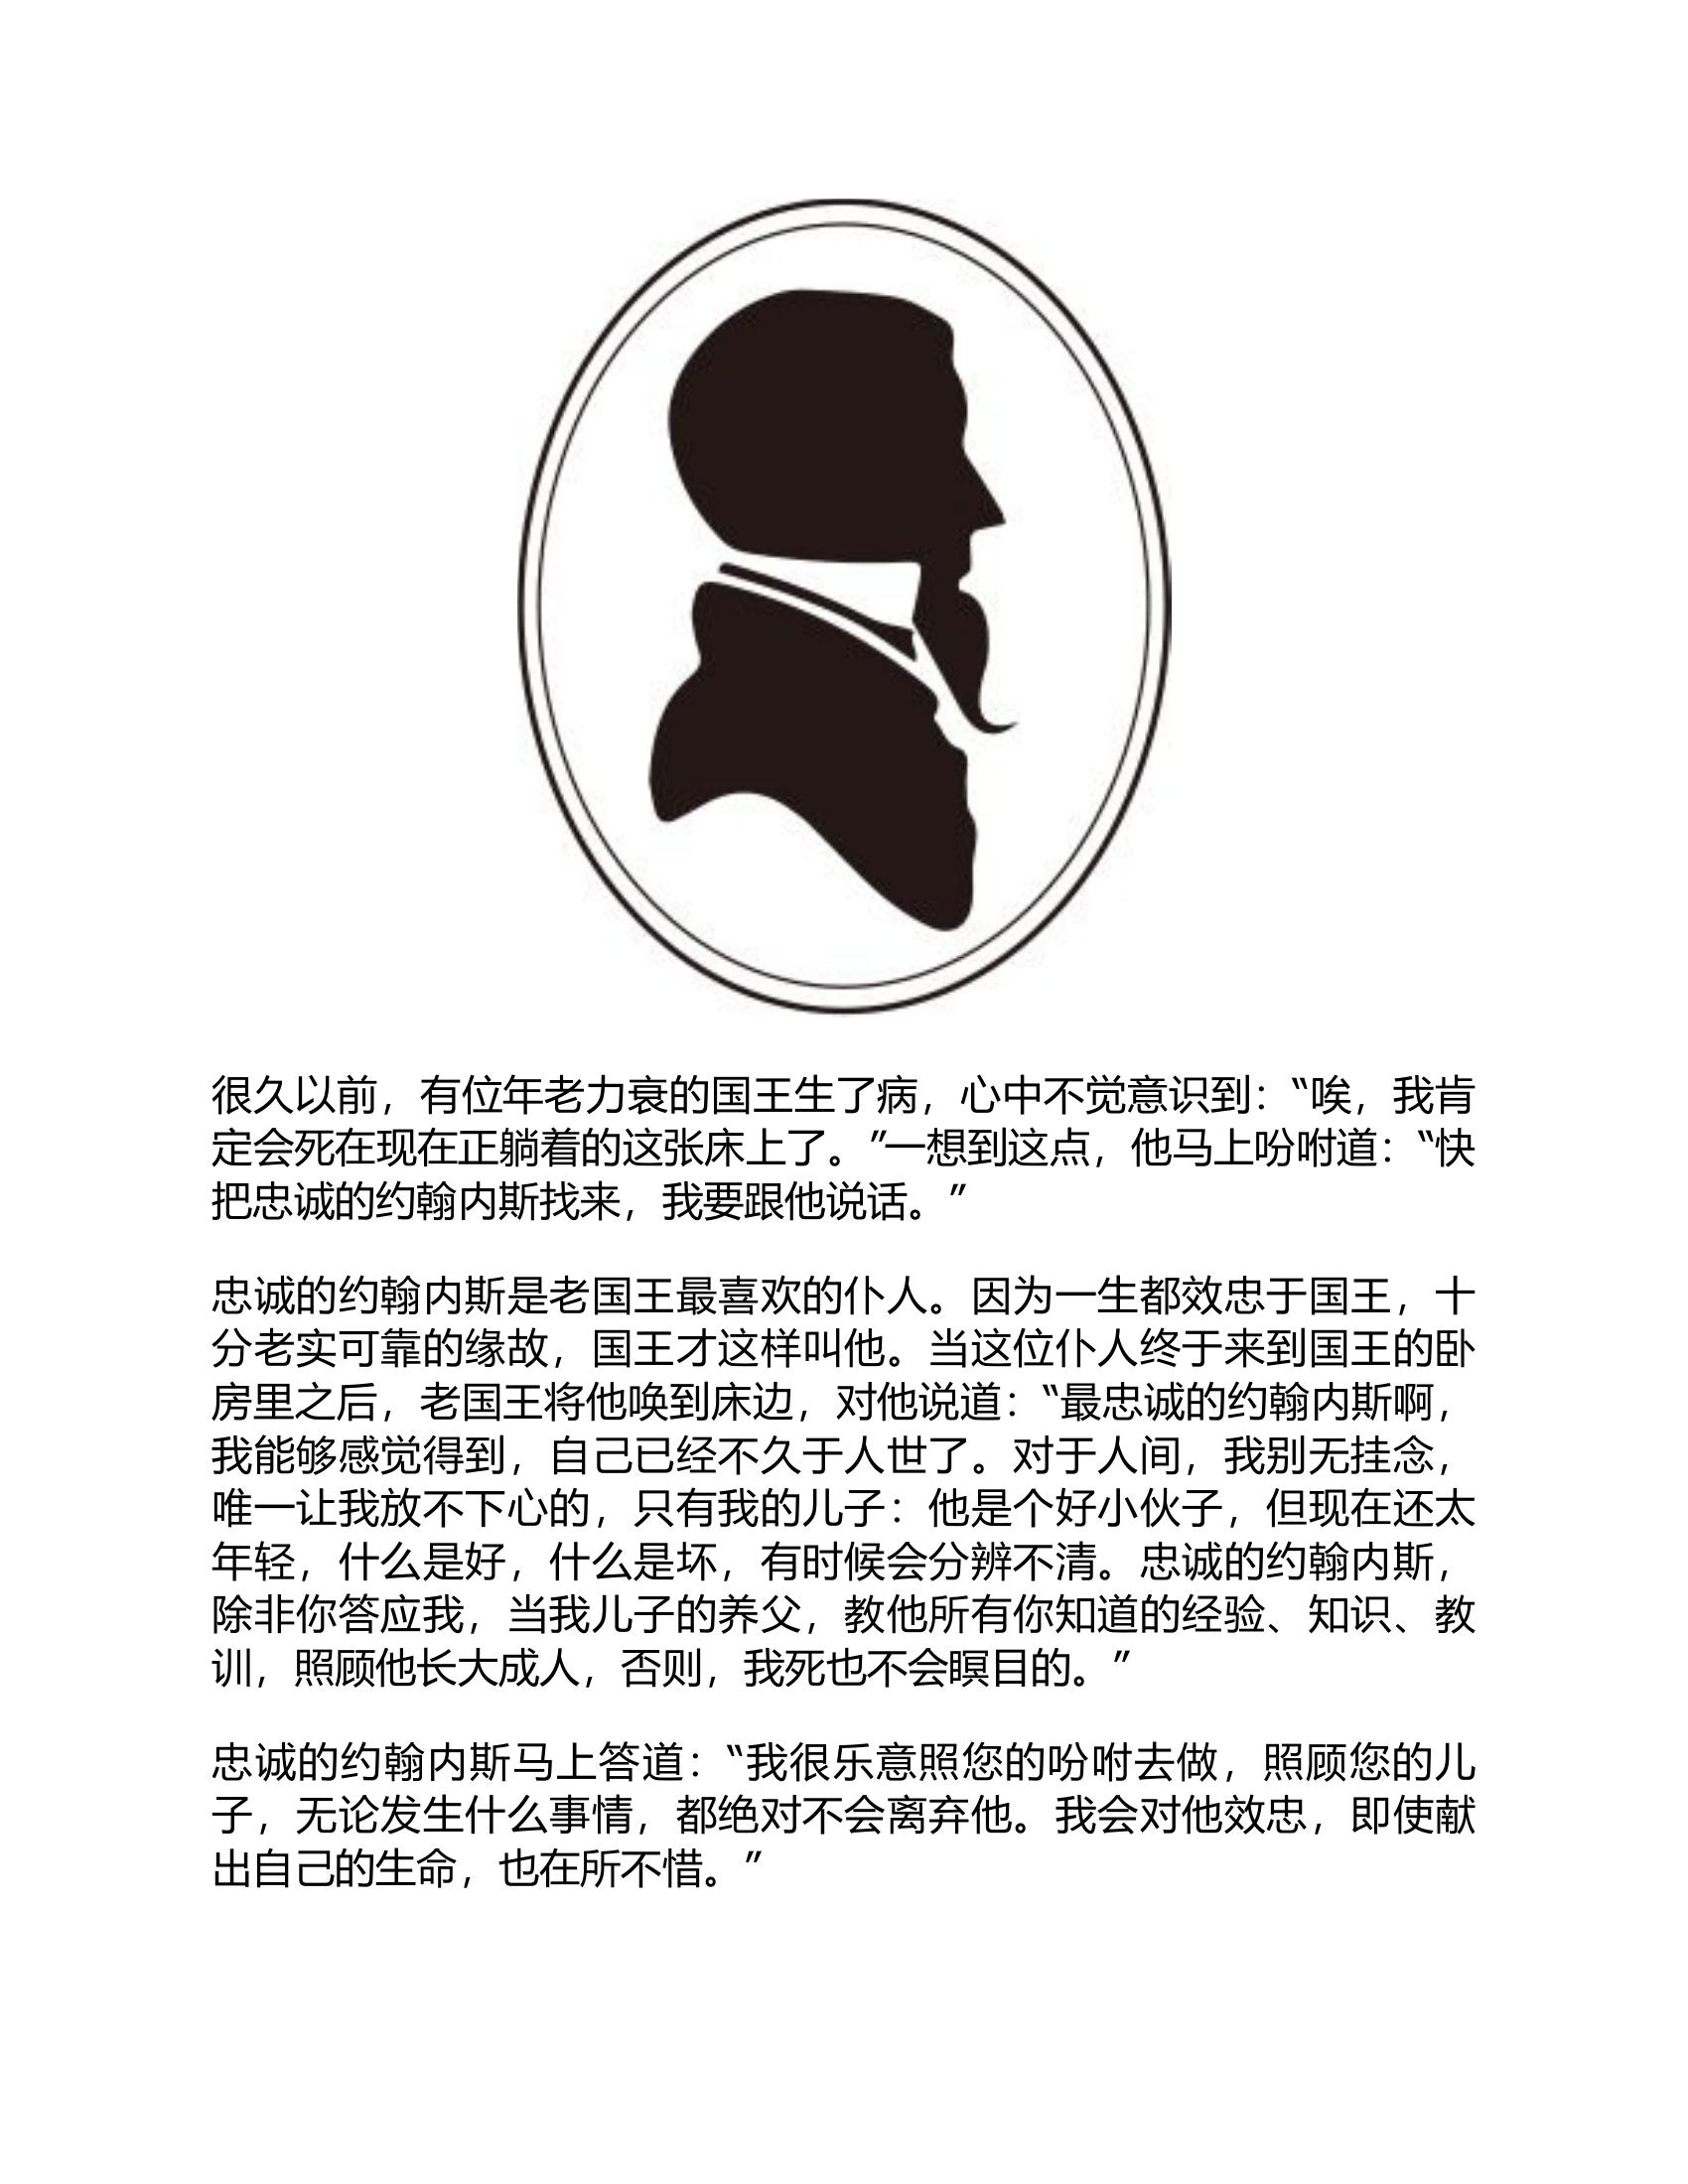 很久以前，有位年老力衰的国王生了病，心中不觉意识到：“唉，我肯
定会死在现在正躺着的这张床上了。”一想到这点，他马上吩咐道：“快
把忠诚的约翰内斯找来，我要跟他说话。”
忠诚的约翰内斯是老国王最喜欢的仆人。因为一生都效忠于国王，十
分老实可靠的缘故，国王才这样叫他。当这位仆人终于来到国王的卧
房里之后，老国王将他唤到床边，对他说道：“最忠诚的约翰内斯啊，
我能够感觉得到，自己已经不久于人世了。对于人间，我别无挂念，
唯一让我放不下心的，只有我的儿子：他是个好小伙子，但现在还太
年轻，什么是好，什么是坏，有时候会分辨不清。忠诚的约翰内斯，
除非你答应我，当我儿子的养父，教他所有你知道的经验、知识、教
训，照顾他长大成人，否则，我死也不会瞑目的。”
忠诚的约翰内斯马上答道：“我很乐意照您的吩咐去做，照顾您的儿
子，无论发生什么事情，都绝对不会离弃他。我会对他效忠，即使献
出自己的生命，也在所不惜。”